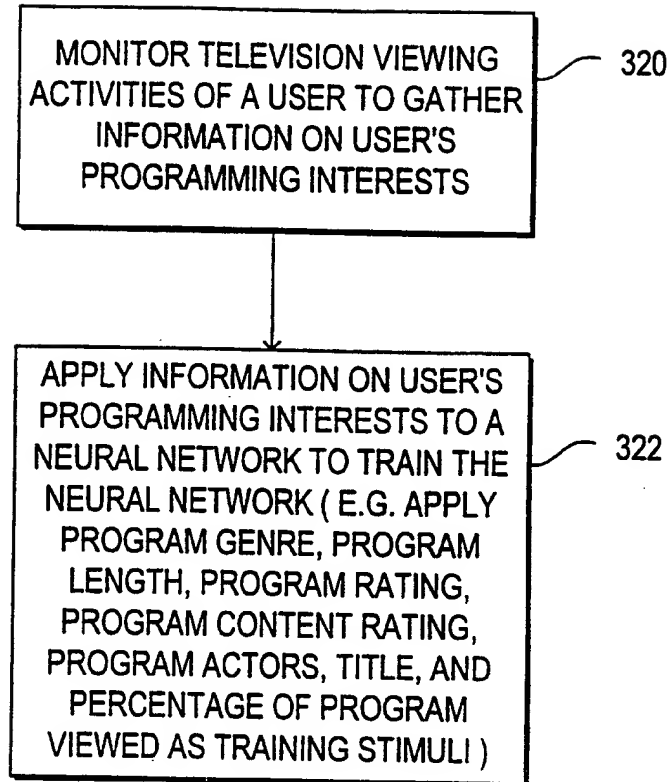 MONITOR TELEVISION VIEWING
ACTIVITIES OF A USER TO GATHER
INFORMATION ON USER'S
PROGRAMMING INTERESTS
320
APPLY INFORMATION ON USER'S
PROGRAMMING INTERESTS TO A
NEURAL NETWORK TO TRAIN THE
NEURAL NETWORK ( E.G. APPLY
PROGRAM GENRE, PROGRAM
LENGTH, PROGRAM RATING,
PROGRAM CONTENT RATING,
PROGRAM ACTORS, TITLE, AND
PERCENTAGE OF PROGRAM
VIEWED AS TRAINING STIMULI )
322